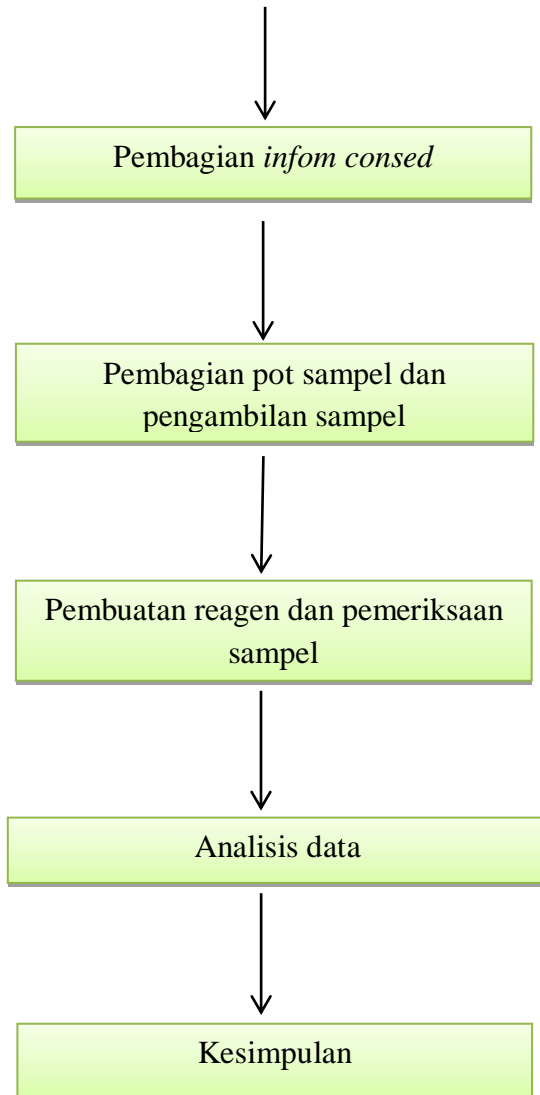 Pembagian infom consed
Pembagian pot sampel dan
pengambilan sampel
Pembuatan reagen dan pemeriksaan
sampel
Analisis data
Kesimpulan